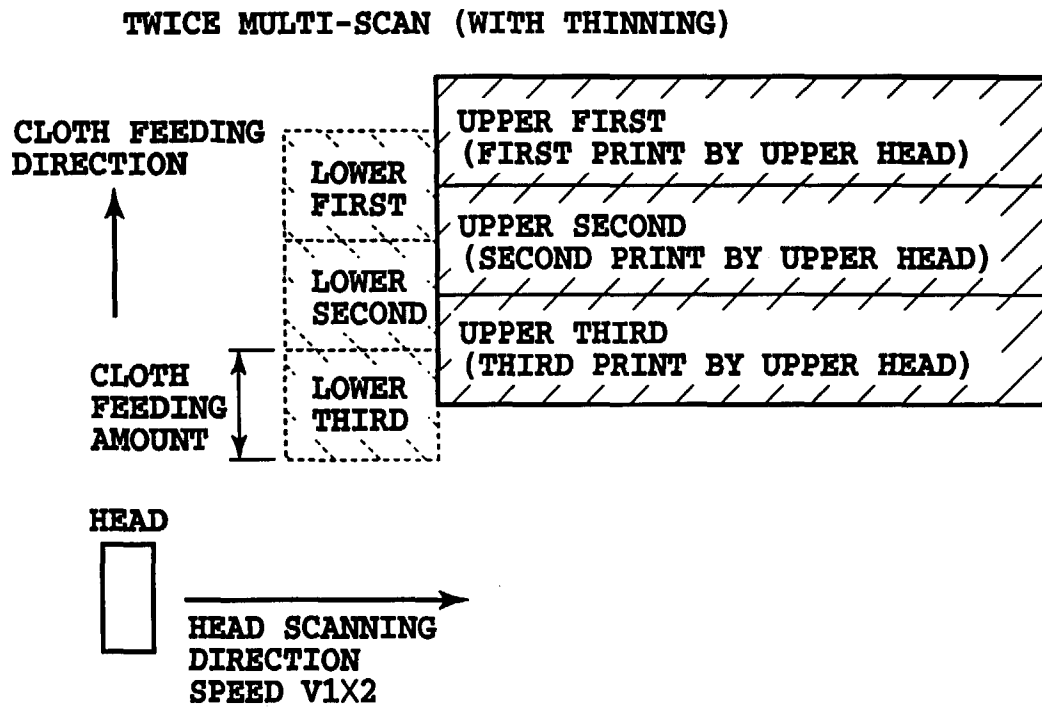 TWICE MULTI-SCAN (WITH THINNING)
CLOTH FEEDING
DIRECTION
UPPER FIRST
(FIRST PRINT BY UPPER HEAD)
LOWER
FIRST
UPPER SECOND
(SECOND PRINT BY UPPER HEAD)
LOWER
SECOND
UPPER THIRD
(THIRD PRINT BY UPPER HEAD)
CLOTH
FEEDING
AMOUNT
LOWER
THIRD
HEAD
HEAD SCANNING
DIRECTION
SPEED V1X2